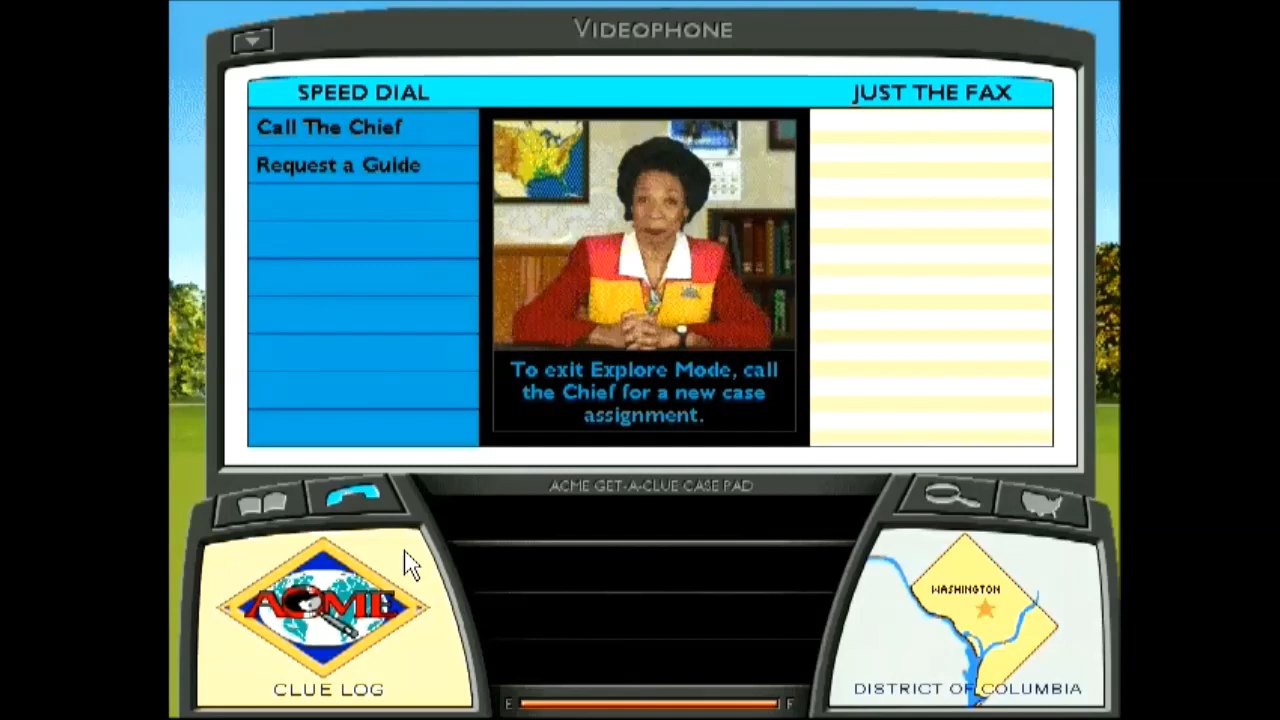 VIDEOPHONE
SPEED DIAL
JUST THE FAX
Call The Chief
Request a Guide
To exit Explore Mode, call
the Chief for a new case
assignment.
ACME GET-A-CLUE CASE PAD
ACME
CLUE LOG
WASHINGTON
DISTRICT OF COLUMBIA
E
F